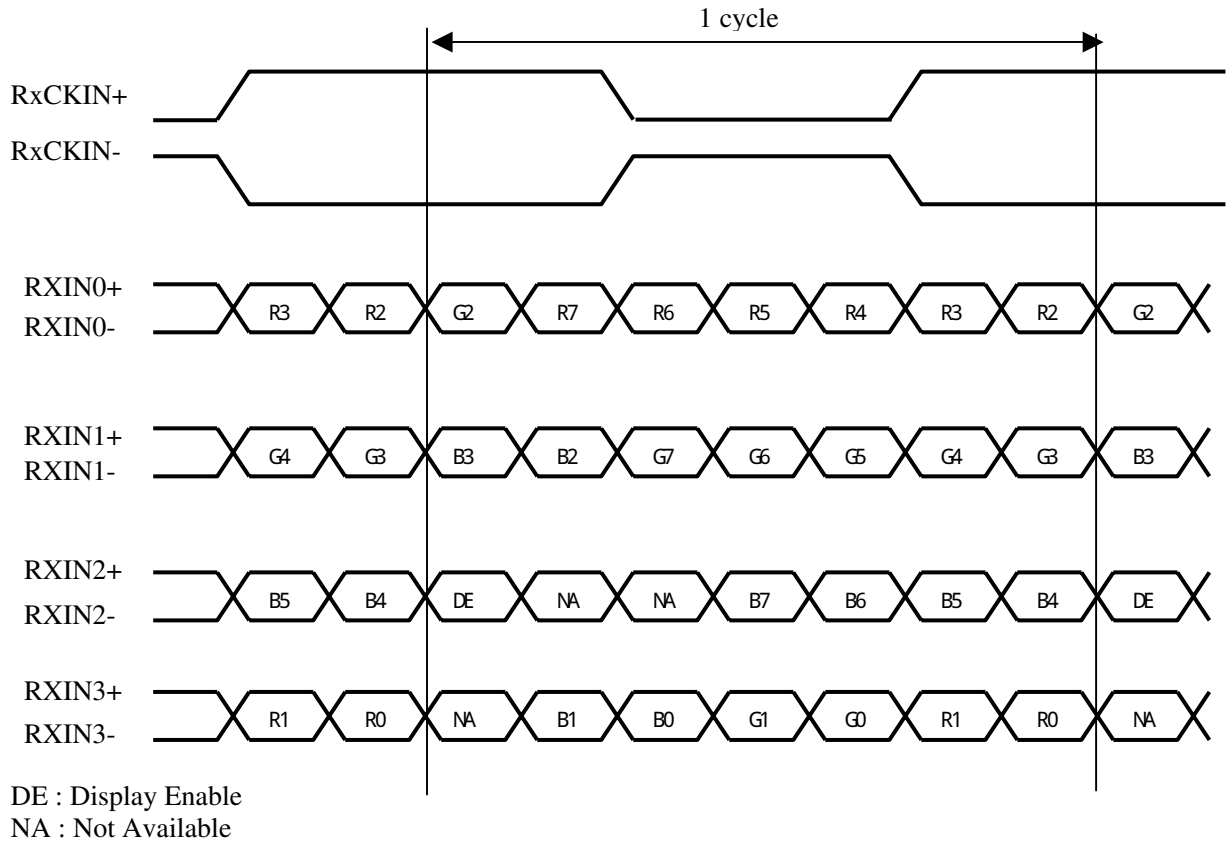 1 cycle
RxCKIN+
RxCKIN-
RXIN0+
R3 R2 G2 R7 R6 R5 R4 R3 R2 G2
RXIN0-
RXIN1+
G4 G3 B3 B2 G7 G6 G5 G4 G3 B3
RXIN1-
RXIN2+
B5 B4 DE NA NA B7 B6 B5 B4 DE
RXIN2-
RXIN3+
R1 R0 NA B1 B0 G1 G0 R1 R0 NA
RXIN3-
DE : Display Enable
NA : Not Available